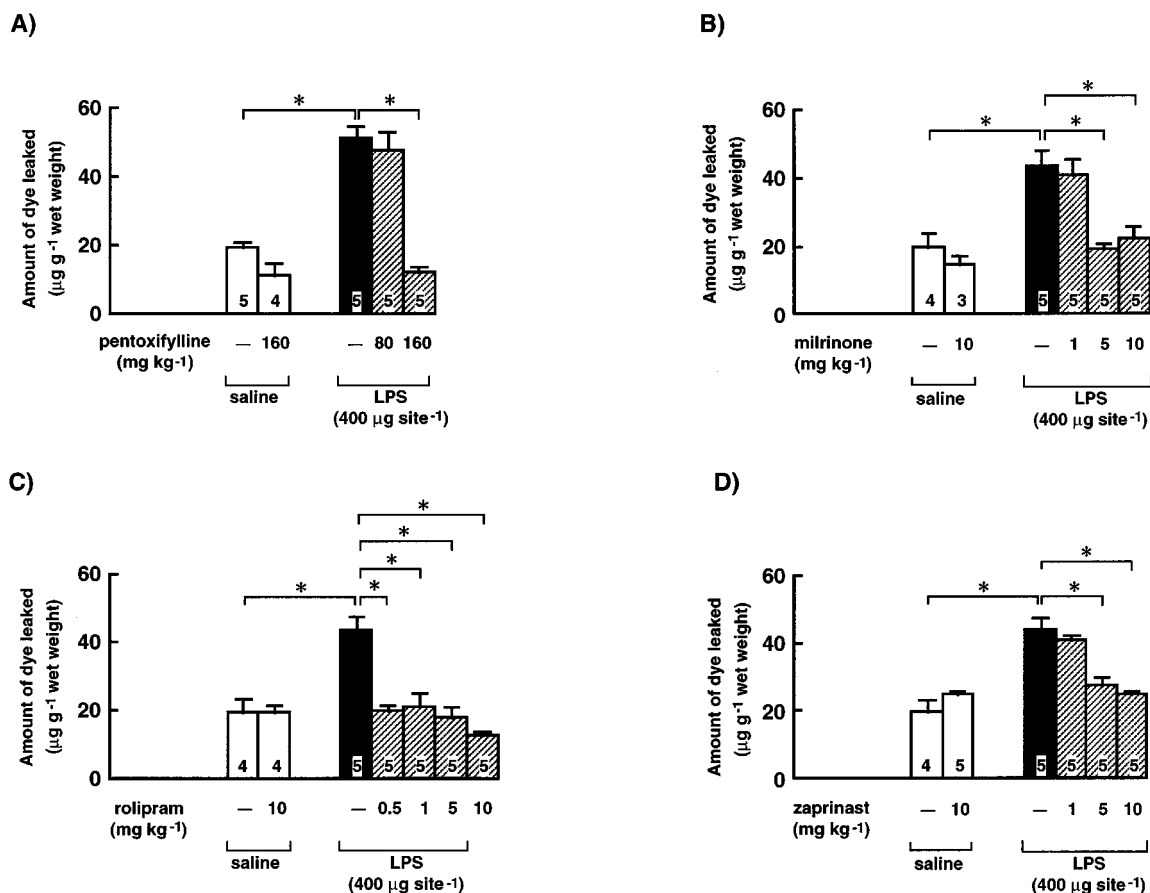 A)
*
*
60
40
20
0
Amount of dye leaked
(µg g-1 wet weight)
5
4
5
5
5
pentoxifylline
(mg kg-1)
— 160
— 80 160
saline
LPS
(400 µg site-1)
B)
*
*
*
60
40
20
0
Amount of dye leaked
(µg g-1 wet weight)
4
3
5
5
5
5
milrinone
(mg kg-1)
— 10
— 1 5 10
saline
LPS
(400 µg site-1)
C)
*
*
*
*
*
60
40
20
0
Amount of dye leaked
(µg g-1 wet weight)
4
4
5
5
5
5
5
rolipram
(mg kg-1)
— 10
— 0.5 1 5 10
saline
LPS
(400 µg site-1)
D)
*
*
*
60
40
20
0
Amount of dye leaked
(µg g-1 wet weight)
4
5
5
5
5
5
zaprinast
(mg kg-1)
— 10
— 1 5 10
saline
LPS
(400 µg site-1)